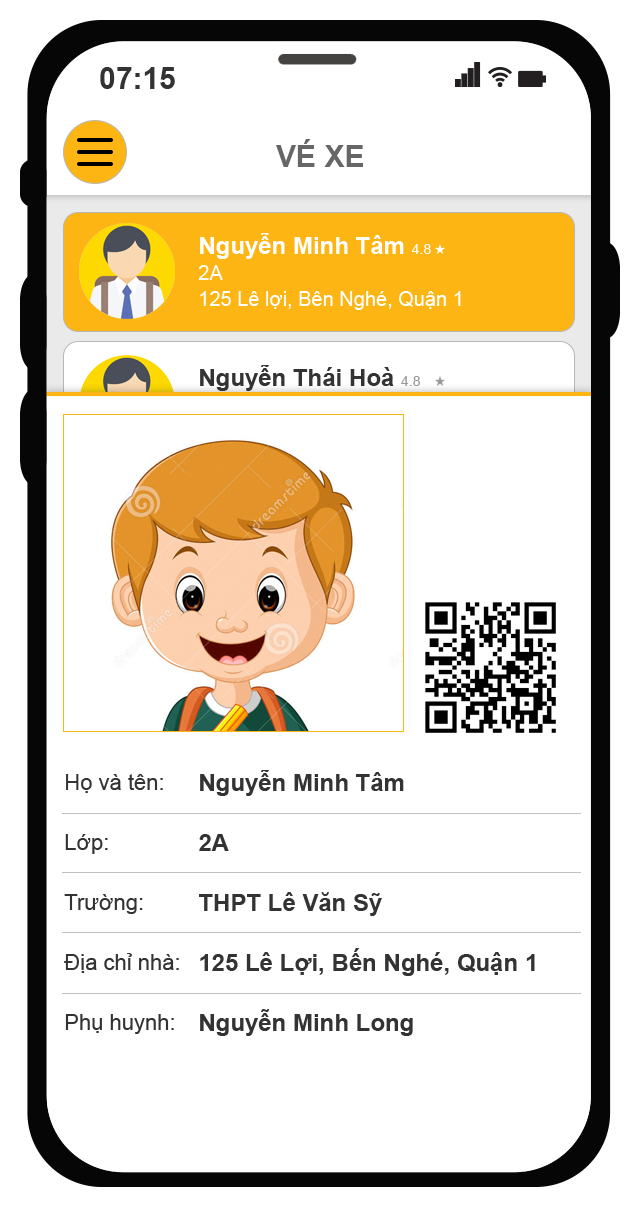 07:15
VÉ XE
Nguyễn Minh Tâm 4.8 ★
2A
125 Lê lợi, Bên Nghé, Quận 1
Nguyễn Thái Hoà 4.8 ★
dreamstime
dreamstime
Họ và tên: Nguyễn Minh Tâm
Lớp: 2A
Trường: THPT Lê Văn Sỹ
Địa chỉ nhà: 125 Lê Lợi, Bến Nghé, Quận 1
Phụ huynh: Nguyễn Minh Long